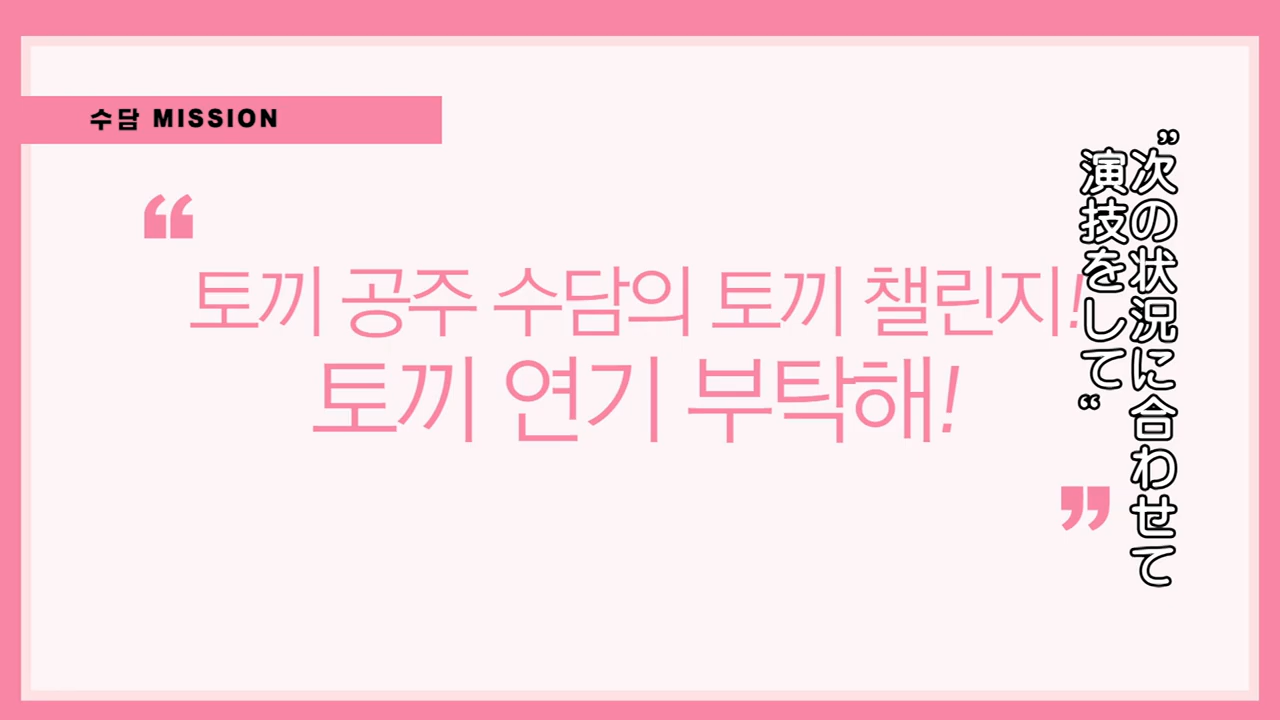 수담 MISSION
“
토끼 공주 수담의 토끼 챌린지!
토끼 연기 부탁해!
”
”次の状況に合わせて
演技をして“